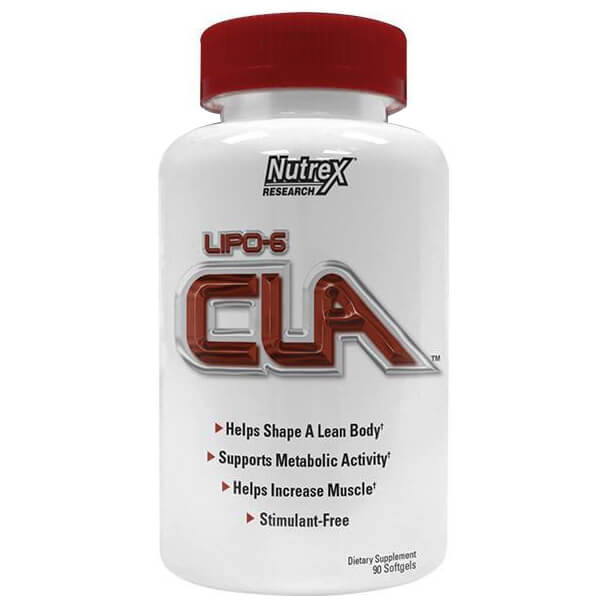 Nutrex
RESEARCH
LIPO-6
CLA™
Helps Shape A Lean Body†
Supports Metabolic Activity†
Helps Increase Muscle†
Stimulant-Free
Dietary Supplement
90 Softgels